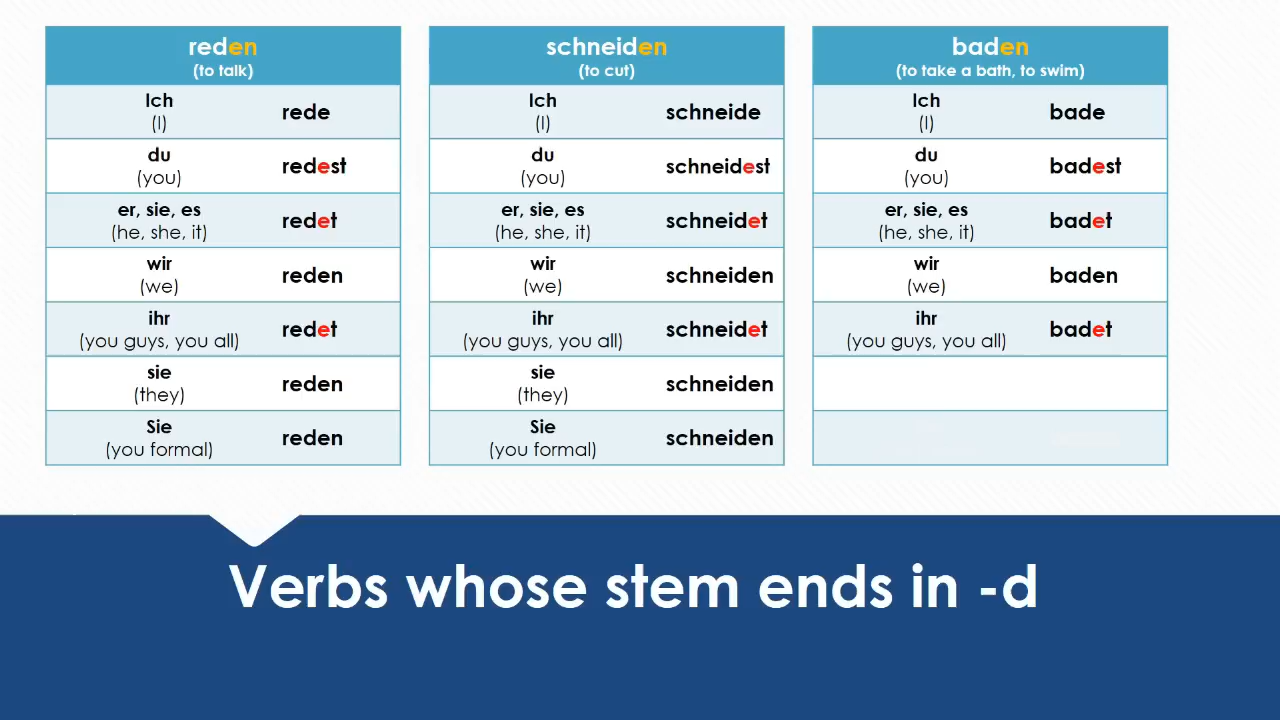 reden
(to talk)
Ich
(I)
rede
du
(you)
redest
er, sie, es
(he, she, it)
redet
wir
(we)
reden
ihr
(you guys, you all)
redet
sie
(they)
reden
Sie
(you formal)
reden
schneiden
(to cut)
Ich
(I)
schneide
du
(you)
schneidest
er, sie, es
(he, she, it)
schneidet
wir
(we)
schneiden
ihr
(you guys, you all)
schneidet
sie
(they)
schneiden
Sie
(you formal)
schneiden
baden
(to take a bath, to swim)
Ich
(I)
bade
du
(you)
badest
er, sie, es
(he, she, it)
badet
wir
(we)
baden
ihr
(you guys, you all)
badet
Verbs whose stem ends in -d